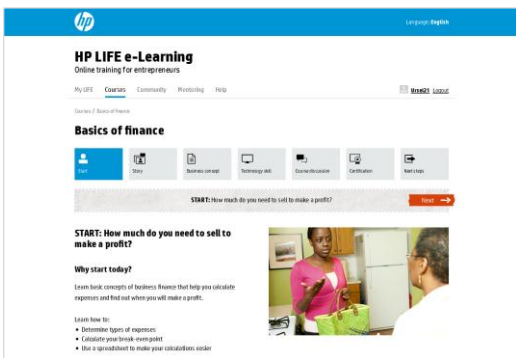 hp
Language: English
HP LIFE e-Learning
Online training for entrepreneurs
My LIFE Courses Community Mentoring Help
Logout
Courses / Basics of finance
Basics of finance
Start Story Business concept Technology skill Course discussion Certification Next steps
START: How much do you need to sell to make a profit?
Next
START: How much do you need to sell to
make a profit?
Why start today?
Learn basic concepts of business finance that help you calculate
expenses and find out when you will make a profit.
Learn how to:
• Determine types of expenses
• Calculate your break-even point
• Use a spreadsheet to make your calculations easier